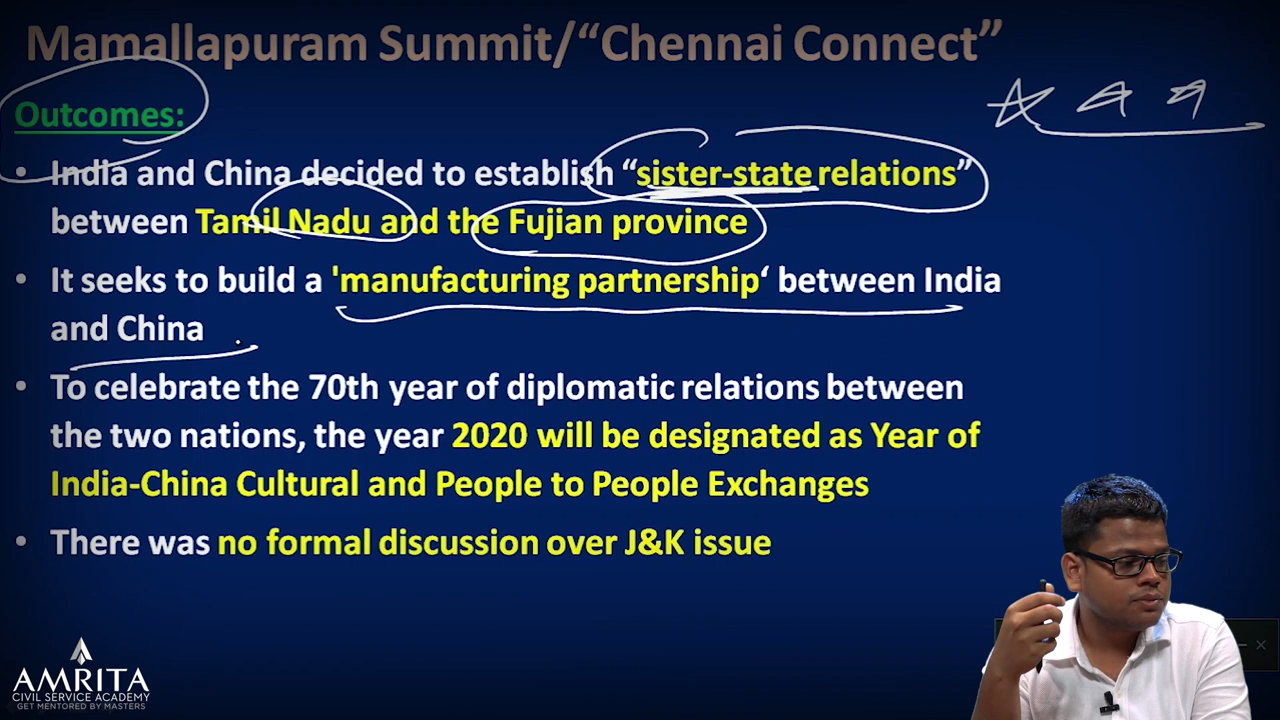 Mamallapuram Summit/“Chennai Connect”
Outcomes:
• India and China decided to establish “sister-state relations”
between Tamil Nadu and the Fujian province
• It seeks to build a 'manufacturing partnership‘ between India
and China
• To celebrate the 70th year of diplomatic relations between
the two nations, the year 2020 will be designated as Year of
India-China Cultural and People to People Exchanges
• There was no formal discussion over J&K issue
AMRITA
CIVIL SERVICE ACADEMY
GET MENTORED BY MASTERS